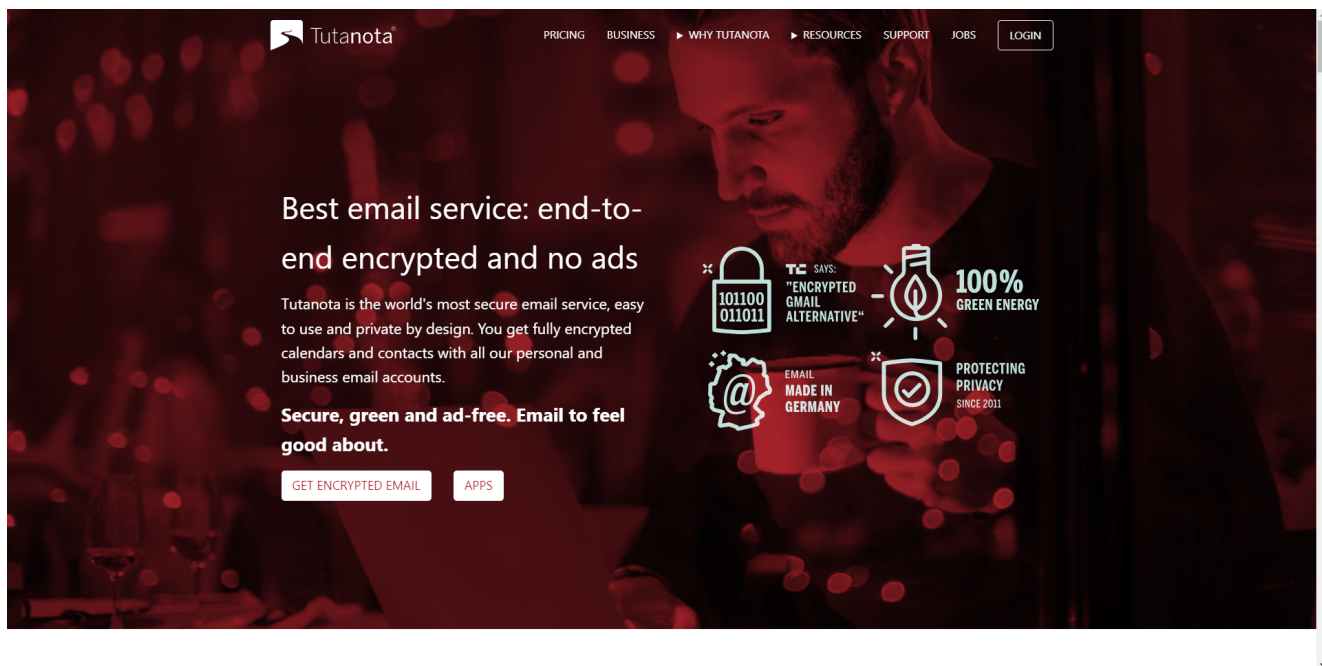 Tutanota®
PRICING
BUSINESS
WHY TUTANOTA
RESOURCES
SUPPORT
JOBS
LOGIN
Best email service: end-to-
end encrypted and no ads
Tutanota is the world's most secure email service, easy
to use and private by design. You get fully encrypted
calendars and contacts with all our personal and
business email accounts.
Secure, green and ad-free. Email to feel
good about.
GET ENCRYPTED EMAIL
APPS
101100
011011
TC SAYS:
"ENCRYPTED
GMAIL
ALTERNATIVE“
100%
GREEN ENERGY
@
EMAIL
MADE IN
GERMANY
PROTECTING
PRIVACY
SINCE 2011